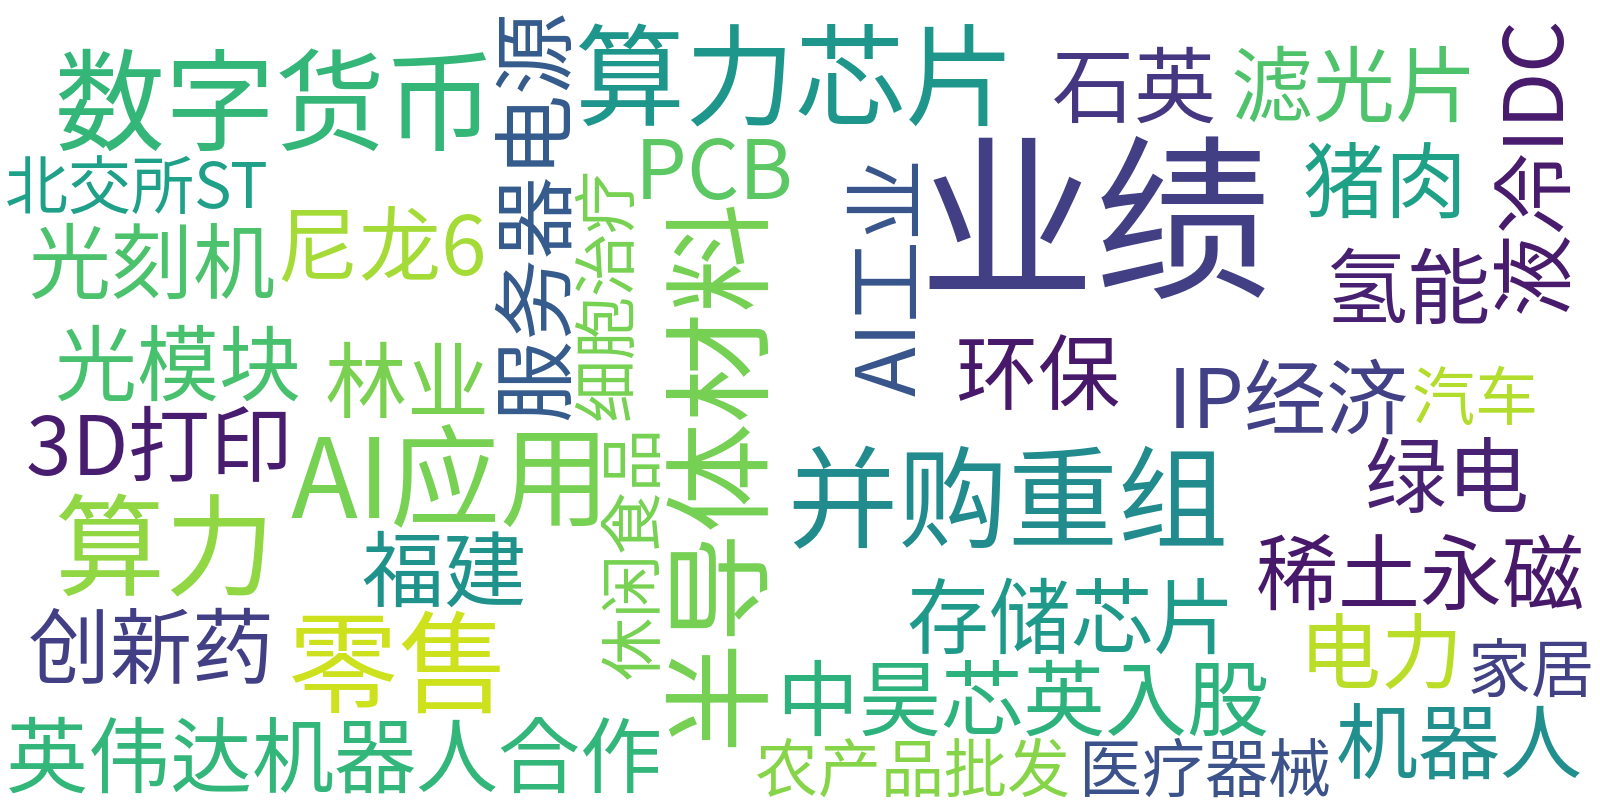 数字货币
服务器电源
算力芯片
石英
滤光片
液冷IDC
北交所ST
PCB
业绩
猪肉
尼龙6
细胞治疗
半导体材料
AI工业
光刻机
氢能
光模块
林业
环保
IP经济
汽车
3D打印
AI应用
休闲食品
并购重组
绿电
算力
福建
稀土永磁
创新药
零售
存储芯片
电力
家居
中昊芯英入股
英伟达机器人合作
农产品批发
医疗器械
机器人